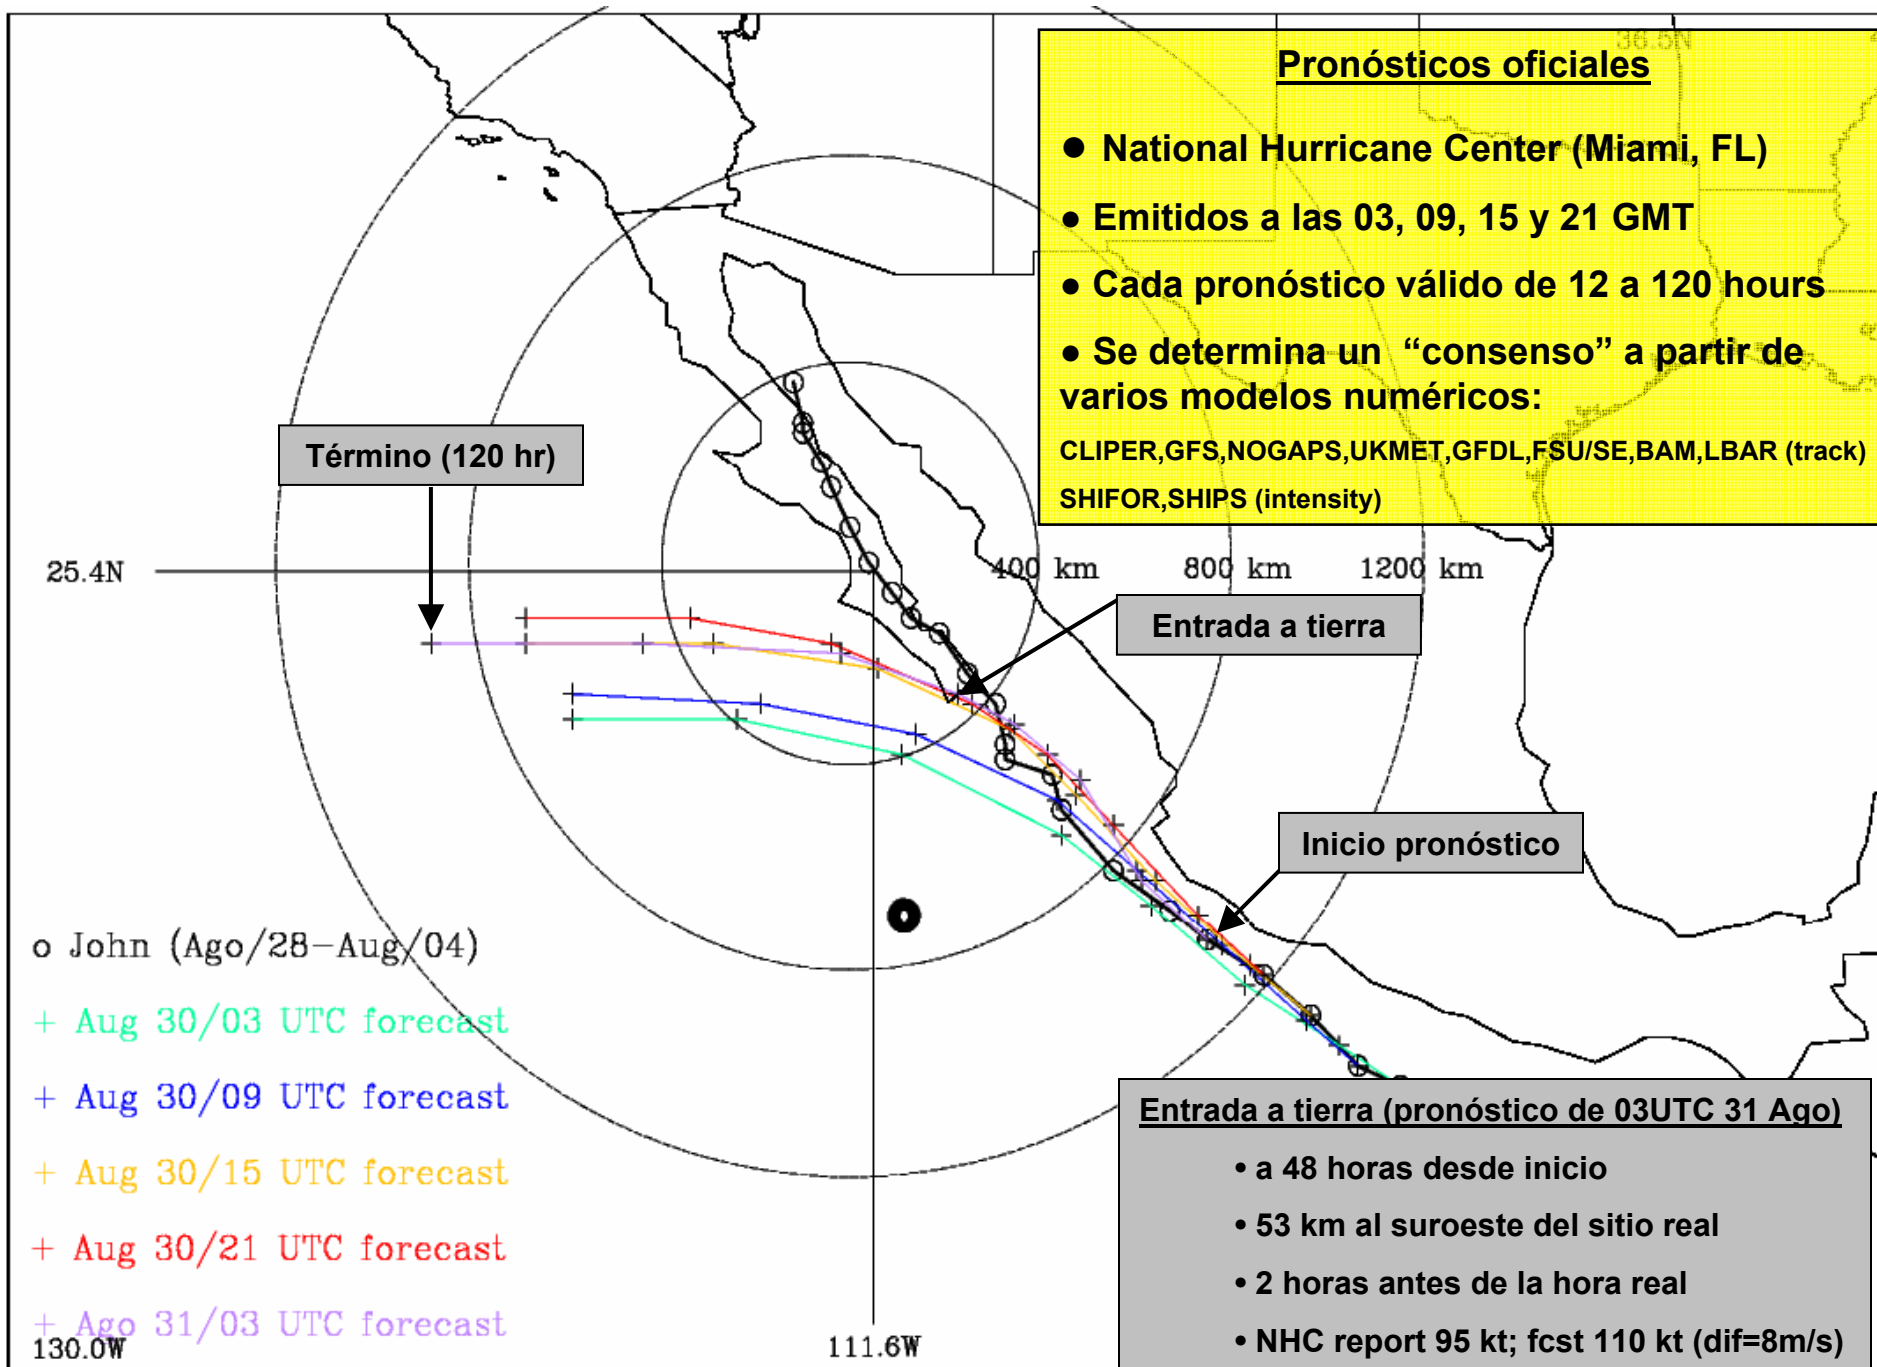 36.5N
Pronósticos oficiales
● National Hurricane Center (Miami, FL)
● Emitidos a las 03, 09, 15 y 21 GMT
● Cada pronóstico válido de 12 a 120 hours
● Se determina un “consenso” a partir de
varios modelos numéricos:
CLIPER,GFS,NOGAPS,UKMET,GFDL,FSU/SE,BAM,LBAR (track)
SHIFOR,SHIPS (intensity)
Término (120 hr)
25.4N
400 km
800 km
1200 km
Entrada a tierra
Inicio pronóstico
o John (Ago/28-Aug/04)
+ Aug 30/03 UTC forecast
+ Aug 30/09 UTC forecast
+ Aug 30/15 UTC forecast
+ Aug 30/21 UTC forecast
+ Ago 31/03 UTC forecast
130.0W
111.6W
Entrada a tierra (pronóstico de 03UTC 31 Ago)
• a 48 horas desde inicio
• 53 km al suroeste del sitio real
• 2 horas antes de la hora real
• NHC report 95 kt; fcst 110 kt (dif=8m/s)